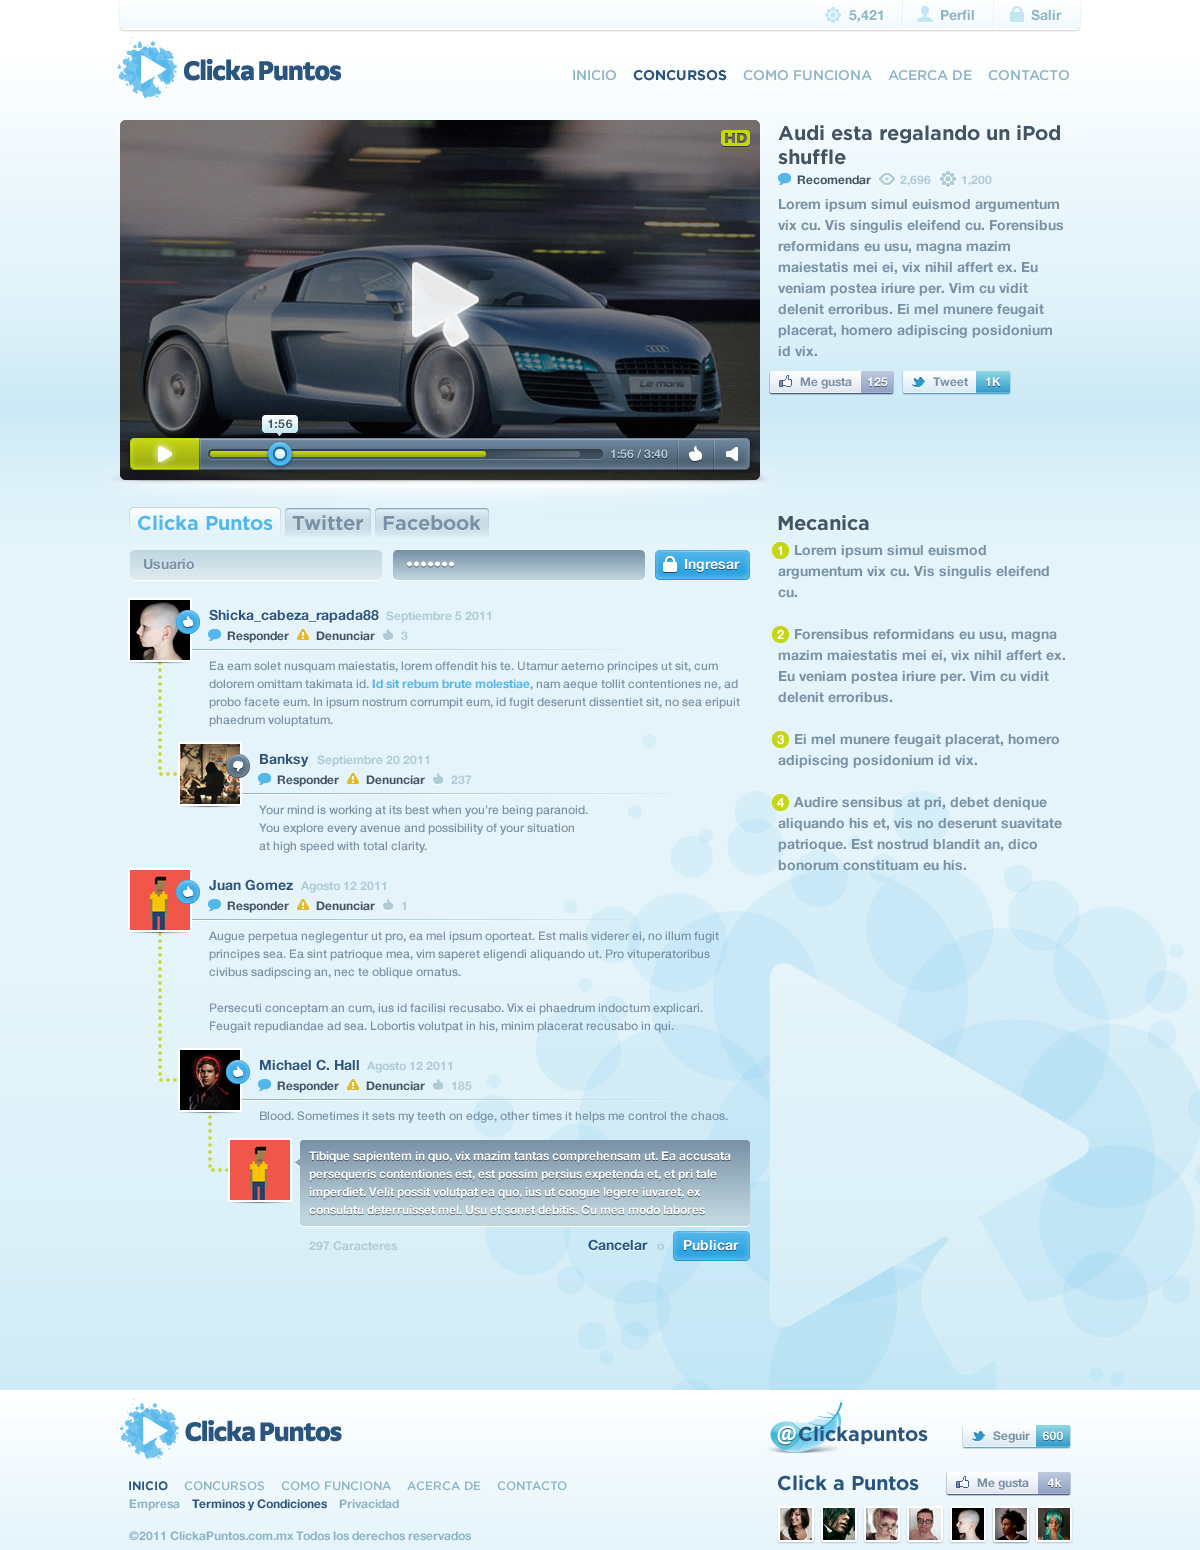 5,421 Perfil Salir
Clicka Puntos
INICIO CONCURSOS COMO FUNCIONA ACERCA DE CONTACTO
HD
Le mans
1:56
1:56 / 3:40
Audi esta regalando un iPod
shuffle
Recomendar 2,696 1,200
Lorem ipsum simul euismod argumentum
vix cu. Vis singulis eleifend cu. Forensibus
reformidans eu usu, magna mazim
maiestatis mei ei, vix nihil affert ex. Eu
veniam postea iriure per. Vim cu vidit
delenit erroribus. Ei mel munere feugait
placerat, homero adipiscing posidonium
id vix.
Me gusta 125 Tweet 1K
Clicka Puntos Twitter Facebook
Usuario ••••••• Ingresar
Shicka_cabeza_rapada88 Septiembre 5 2011
Responder Denunciar 3
Ea eam solet nusquam maiestatis, lorem offendit his te. Utamur aeterno principes ut sit, cum
dolorem omittam takimata id. Id sit rebum brute molestiae, nam aeque tollit contentiones ne, ad
probo facete eum. In ipsum nostrum corrumpit eum, id fugit deserunt dissentiet sit, no sea eripuit
phaedrum voluptatum.
Banksy Septiembre 20 2011
Responder Denunciar 237
Your mind is working at its best when you're being paranoid.
You explore every avenue and possibility of your situation
at high speed with total clarity.
Juan Gomez Agosto 12 2011
Responder Denunciar 1
Augue perpetua neglegentur ut pro, ea mel ipsum oporteat. Est malis viderer ei, no illum fugit
principes sea. Ea sint patrioque mea, vim saperet eligendi aliquando ut. Pro vituperatoribus
civibus sadipscing an, nec te oblique ornatus.
Persecuti conceptam an cum, ius id facilisi recusabo. Vix ei phaedrum indoctum explicari.
Feugait repudiandae ad sea. Lobortis volutpat in his, minim placerat recusabo in qui.
Michael C. Hall Agosto 12 2011
Responder Denunciar 185
Blood. Sometimes it sets my teeth on edge, other times it helps me control the chaos.
Tibique sapientem in quo, vix mazim tantas comprehensam ut. Ea accusata
persequeris contentiones est, est possim persius expetenda et, et pri tale
imperdiet. Velit possit volutpat ea quo, ius ut congue legere iuvaret, ex
consulatu deterruisset mel. Usu et sonet debitis. Cu mea modo labores
297 Caracteres Cancelar o Publicar
Mecanica
1 Lorem ipsum simul euismod
argumentum vix cu. Vis singulis eleifend
cu.
2 Forensibus reformidans eu usu, magna
mazim maiestatis mei ei, vix nihil affert ex.
Eu veniam postea iriure per. Vim cu vidit
delenit erroribus.
3 Ei mel munere feugait placerat, homero
adipiscing posidonium id vix.
4 Audire sensibus at pri, debet denique
aliquando his et, vis no deserunt suavitate
patrioque. Est nostrud blandit an, dico
bonorum constituam eu his.
Clicka Puntos
INICIO CONCURSOS COMO FUNCIONA ACERCA DE CONTACTO
Empresa Terminos y Condiciones Privacidad
©2011 ClickaPuntos.com.mx Todos los derechos reservados
@Clickapuntos Seguir 600
Click a Puntos Me gusta 4k